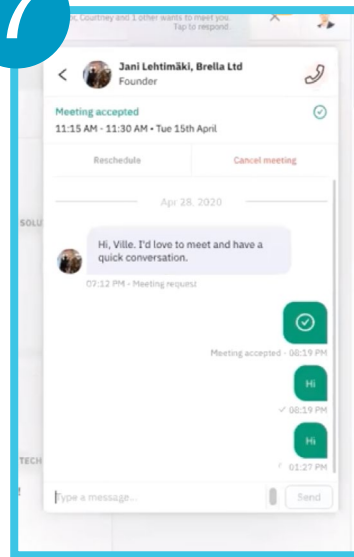 7
Courtney and 1 other wants to meet you.
Tap to respond
Jani Lehtimäki, Brella Ltd
Founder
Meeting accepted
11:15 AM - 11:30 AM • Tue 15th April
Reschedule Cancel meeting
Apr 28, 2020
SOLU
Hi, Ville. I'd love to meet and have a
quick conversation.
07:12 PM - Meeting request
Meeting accepted - 08:19 PM
Hi
✓ 08:19 PM
Hi
01:27 PM
TECH
Type a message... Send